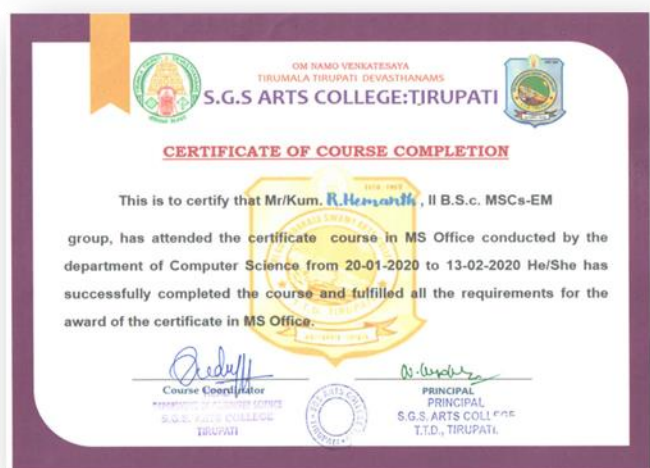 OM NAMO VENKATESAYA
TIRUMALA TIRUPATI DEVASTHANAMS
S.G.S ARTS COLLEGE:TIRUPATI
CERTIFICATE OF COURSE COMPLETION
This is to certify that Mr/Kum. R.Hemanth, II B.S.c. MSCs-EM
group, has attended the certificate course in MS Office conducted by the
department of Computer Science from 20-01-2020 to 13-02-2020 He/She has
successfully completed the course and fulfilled all the requirements for the
award of the certificate in MS Office.
Course Coordinator
PRINCIPAL
S.G.S. ARTS COLLEGE
TIRUPATI
PRINCIPAL
S.G.S. ARTS COLLEGE
T.T.D., TIRUPATI.